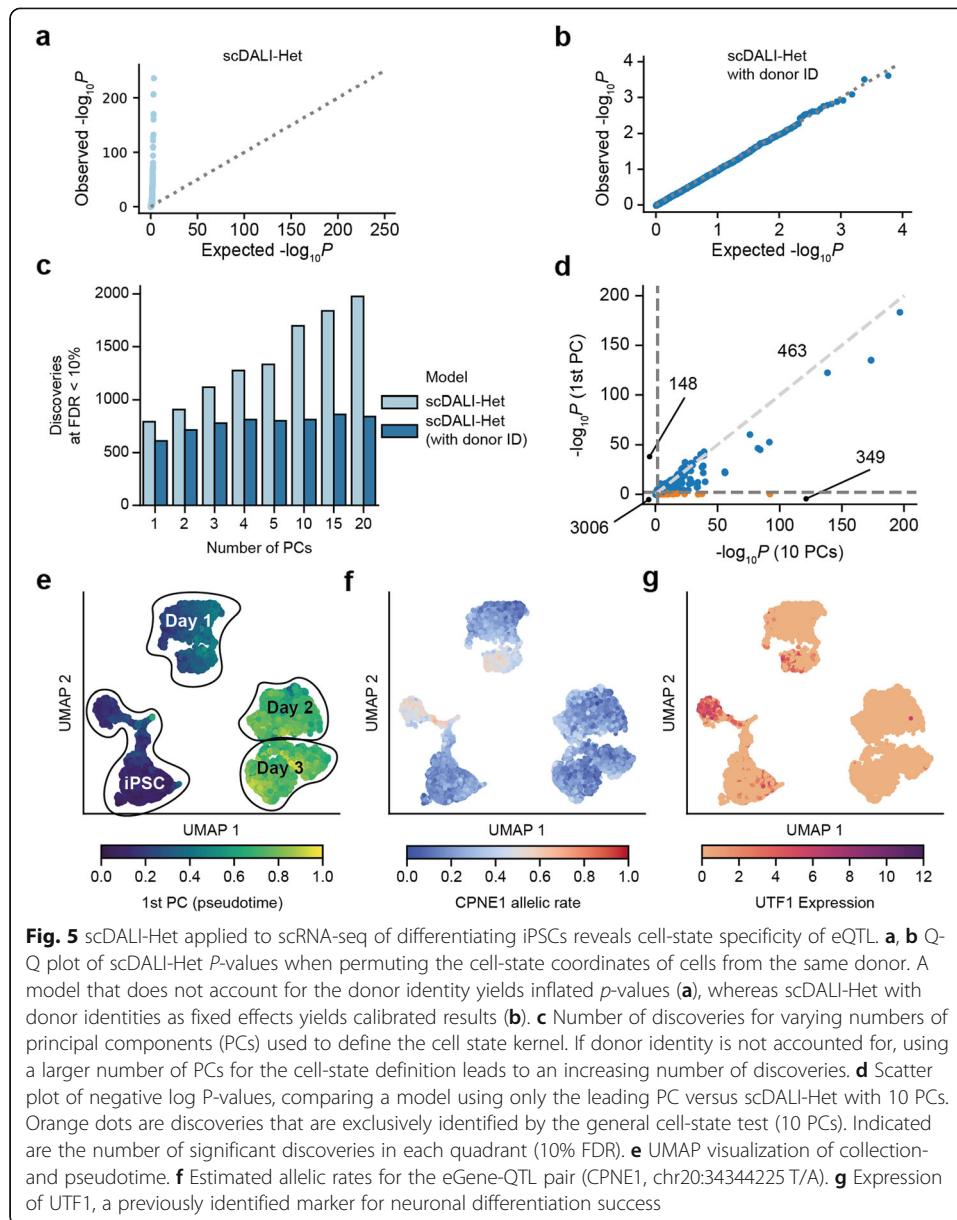 a
scDALI-Het
Observed -log10P
200
100
0
0 50 100 150 200 250
Expected -log10P
b
scDALI-Het
with donor ID
Observed -log10P
4
3
2
1
0
0 1 2 3 4
Expected -log10P
c
Discoveries
at FDR < 10%
2000
1500
1000
500
0
1 2 3 4 5 10 15 20
Number of PCs
Model
scDALI-Het
scDALI-Het
(with donor ID)
d
-log10P (1st PC)
200
150
100
50
0
463
148
349
3006
0 50 100 150 200
-log10P (10 PCs)
e
UMAP 2
Day 1
Day 2
Day 3
iPSC
UMAP 1
0.0 0.2 0.4 0.6 0.8 1.0
1st PC (pseudotime)
f
UMAP 2
UMAP 1
0.0 0.2 0.4 0.6 0.8 1.0
CPNE1 allelic rate
g
UMAP 2
UMAP 1
0 2 4 6 8 10 12
UTF1 Expression
Fig. 5 scDALI-Het applied to scRNA-seq of differentiating iPSCs reveals cell-state specificity of eQTL. a, b Q-
Q plot of scDALI-Het P-values when permuting the cell-state coordinates of cells from the same donor. A
model that does not account for the donor identity yields inflated p-values (a), whereas scDALI-Het with
donor identities as fixed effects yields calibrated results (b). c Number of discoveries for varying numbers of
principal components (PCs) used to define the cell state kernel. If donor identity is not accounted for, using
a larger number of PCs for the cell-state definition leads to an increasing number of discoveries. d Scatter
plot of negative log P-values, comparing a model using only the leading PC versus scDALI-Het with 10 PCs.
Orange dots are discoveries that are exclusively identified by the general cell-state test (10 PCs). Indicated
are the number of significant discoveries in each quadrant (10% FDR). e UMAP visualization of collection-
and pseudotime. f Estimated allelic rates for the eGene-QTL pair (CPNE1, chr20:34344225 T/A). g Expression
of UTF1, a previously identified marker for neuronal differentiation success